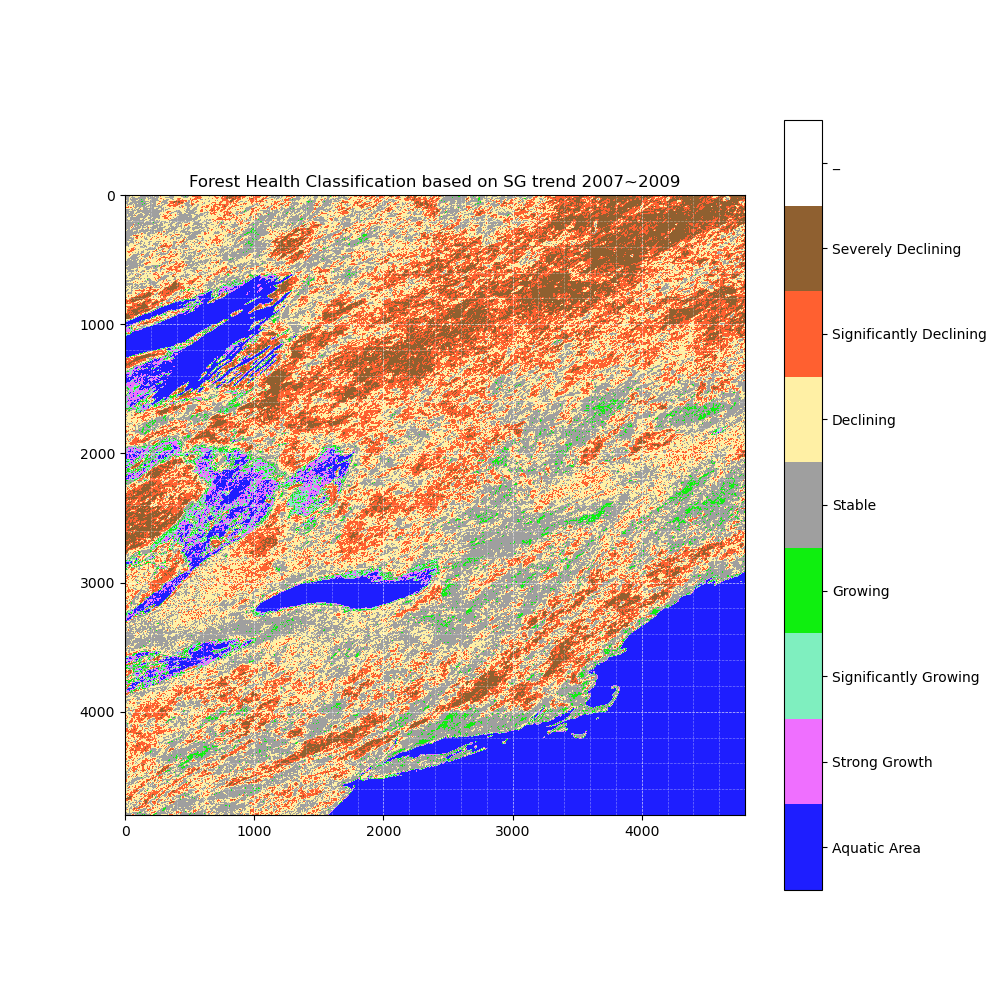 Forest Health Classification based on SG trend 2007~2009
0
1000
2000
3000
4000
0
1000
2000
3000
4000
_
Severely Declining
Significantly Declining
Declining
Stable
Growing
Significantly Growing
Strong Growth
Aquatic Area